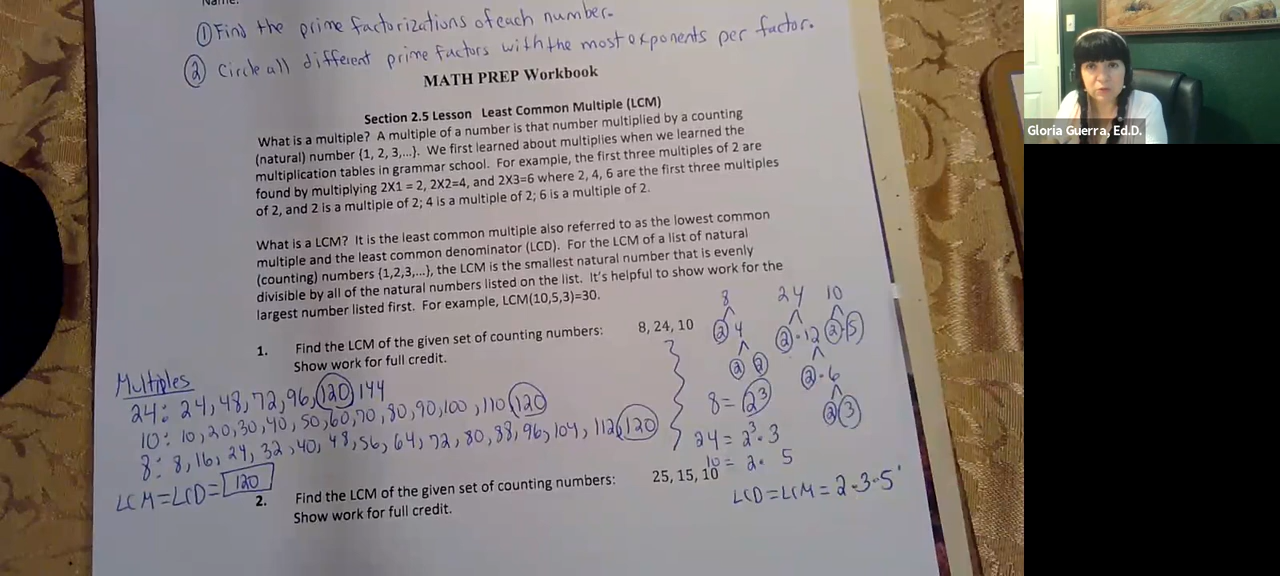 Name:
① Find the prime factorizations of each number.
② Circle all different prime factors with the most exponents per factor.
MATH PREP Workbook
Section 2.5 Lesson Least Common Multiple (LCM)
What is a multiple? A multiple of a number is that number multiplied by a counting
(natural) number {1, 2, 3,...}. We first learned about multiplies when we learned the
multiplication tables in grammar school. For example, the first three multiples of 2 are
found by multiplying 2X1 = 2, 2X2=4, and 2X3=6 where 2, 4, 6 are the first three multiples
of 2, and 2 is a multiple of 2; 4 is a multiple of 2; 6 is a multiple of 2.
What is a LCM? It is the least common multiple also referred to as the lowest common
multiple and the least common denominator (LCD). For the LCM of a list of natural
(counting) numbers {1,2,3,...}, the LCM is the smallest natural number that is evenly
divisible by all of the natural numbers listed on the list. It's helpful to show work for the
largest number listed first. For example, LCM(10,5,3)=30.
1. Find the LCM of the given set of counting numbers: 8, 24, 10
Show work for full credit.
Multiples
24: 24, 48, 72, 96, 120, 144
10: 10, 20, 30, 40, 50, 60, 70, 80, 90, 100, 110, 120
8: 8, 16, 24, 32, 40, 48, 56, 64, 72, 80, 88, 96, 104, 112, 120
LCM = LCD = 120
8 24 10
2 4 2 · 12 2 · 5
2 2 2 · 6
2 3
8 = 2³
24 = 2³ · 3
10 = 2 · 5
LCD = LCM = 2 · 3 · 5
2. Find the LCM of the given set of counting numbers: 25, 15, 10
Show work for full credit.
Gloria Guerra, Ed.D.